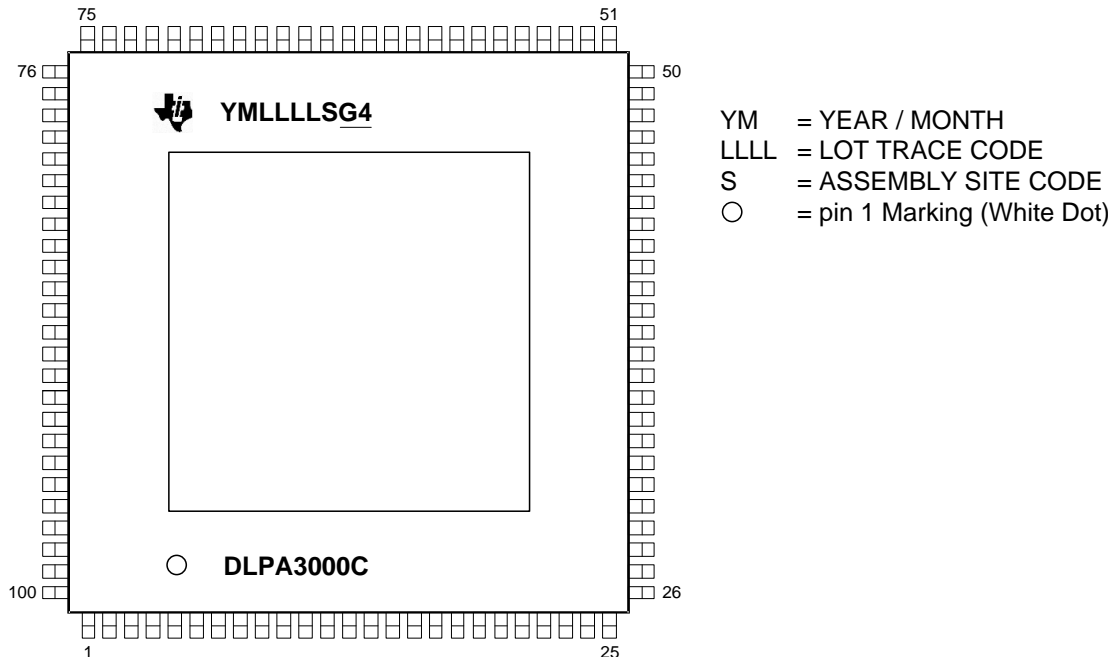 75 51
76 50
YMLLLLSG4
YM = YEAR / MONTH
LLLL = LOT TRACE CODE
S = ASSEMBLY SITE CODE
○ = pin 1 Marking (White Dot)
DLPA3000C
100 26
1 25